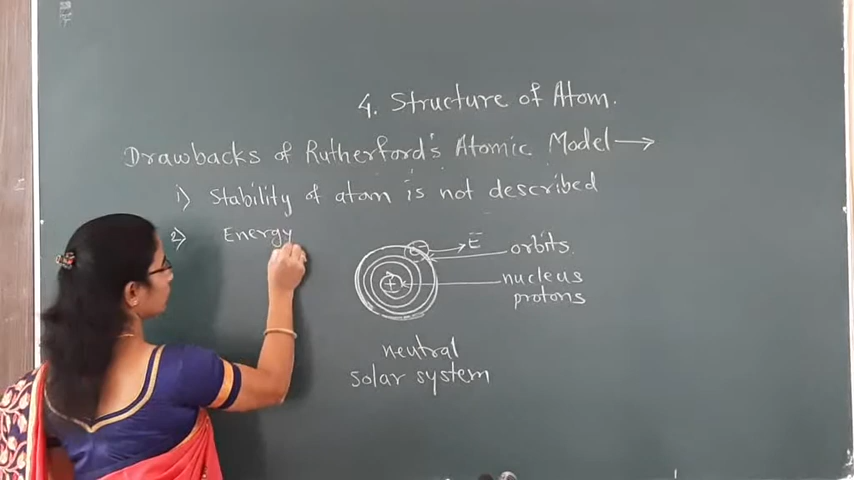 4. Structure of Atom.
Drawbacks of Rutherford's Atomic Model →
1) Stability of atom is not described
2) Energy
E
orbits.
+
nucleus
protons
neutral
solar system